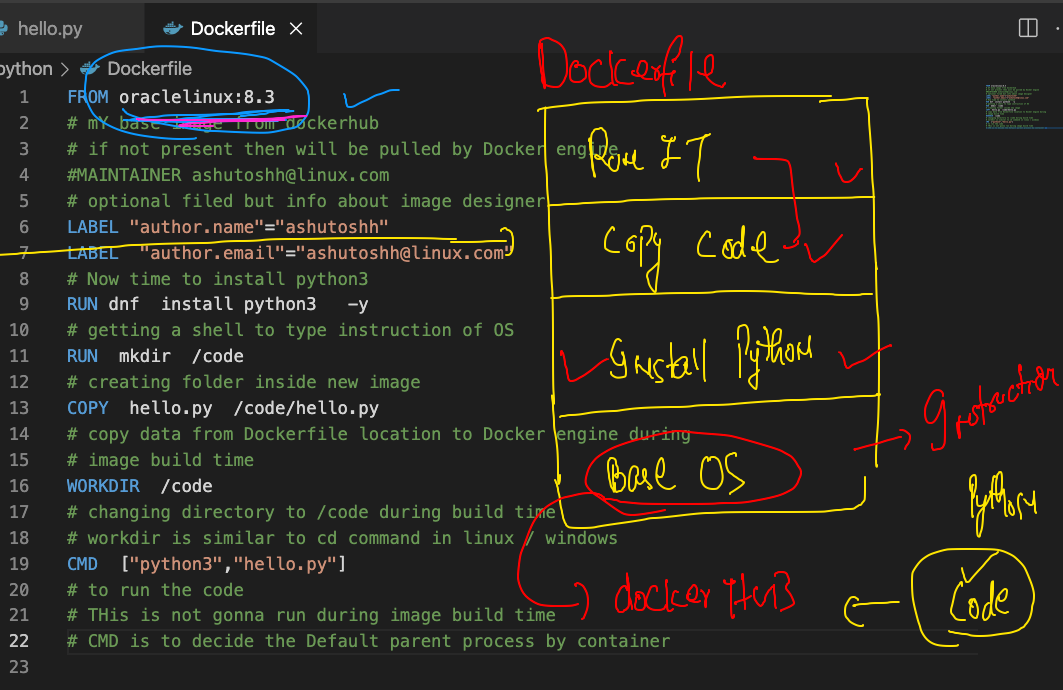 hello.py Dockerfile
python > Dockerfile
1 FROM oraclelinux:8.3
2 # mY base image from dockerhub
3 # if not present then will be pulled by Docker engine
4 #MAINTAINER ashutoshh@linux.com
5 # optional filed but info about image designer
6 LABEL "author.name"="ashutoshh"
7 LABEL "author.email"="ashutoshh@linux.com"
8 # Now time to install python3
9 RUN dnf install python3 -y
10 # getting a shell to type instruction of OS
11 RUN mkdir /code
12 # creating folder inside new image
13 COPY hello.py /code/hello.py
14 # copy data from Dockerfile location to Docker engine during
15 # image build time
16 WORKDIR /code
17 # changing directory to /code during build time
18 # workdir is similar to cd command in linux / windows
19 CMD ["python3","hello.py"]
20 # to run the code
21 # THis is not gonna run during image build time
22 # CMD is to decide the Default parent process by container
23
Dockerfile
Run IT
Copy Code
Install Python
Base OS
docker Hub
Instruction
Python
Code